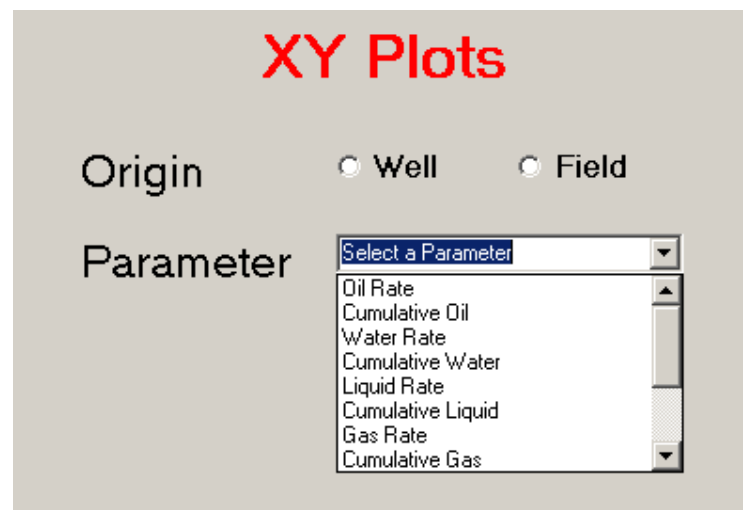 XY Plots
Origin Well Field
Parameter Select a Parameter
Oil Rate
Cumulative Oil
Water Rate
Cumulative Water
Liquid Rate
Cumulative Liquid
Gas Rate
Cumulative Gas